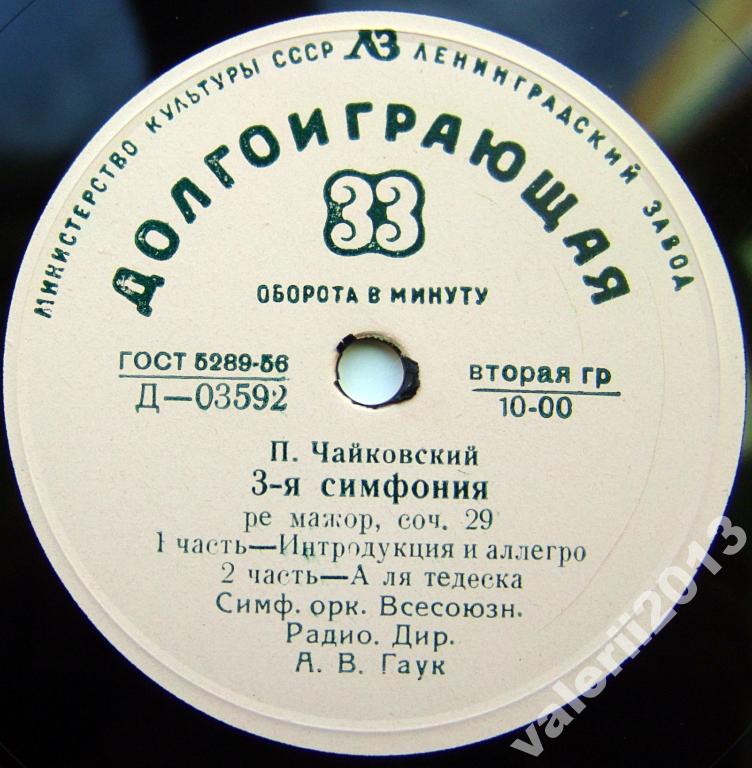 МИНИСТЕРСТВО КУЛЬТУРЫ СССР ЛЗ ЛЕНИНГРАДСКИЙ ЗАВОД
ДОЛГОИГРАЮЩАЯ
33
ОБОРОТА В МИНУТУ
ГОСТ 5289-56
Д—03592
вторая гр
10-00
П. Чайковский
3-я симфония
ре мажор, соч. 29
1 часть—Интродукция и аллегро
2 часть—А ля тедеска
Симф. орк. Всесоюзн.
Радио. Дир.
А. В. Гаук
valerii2013